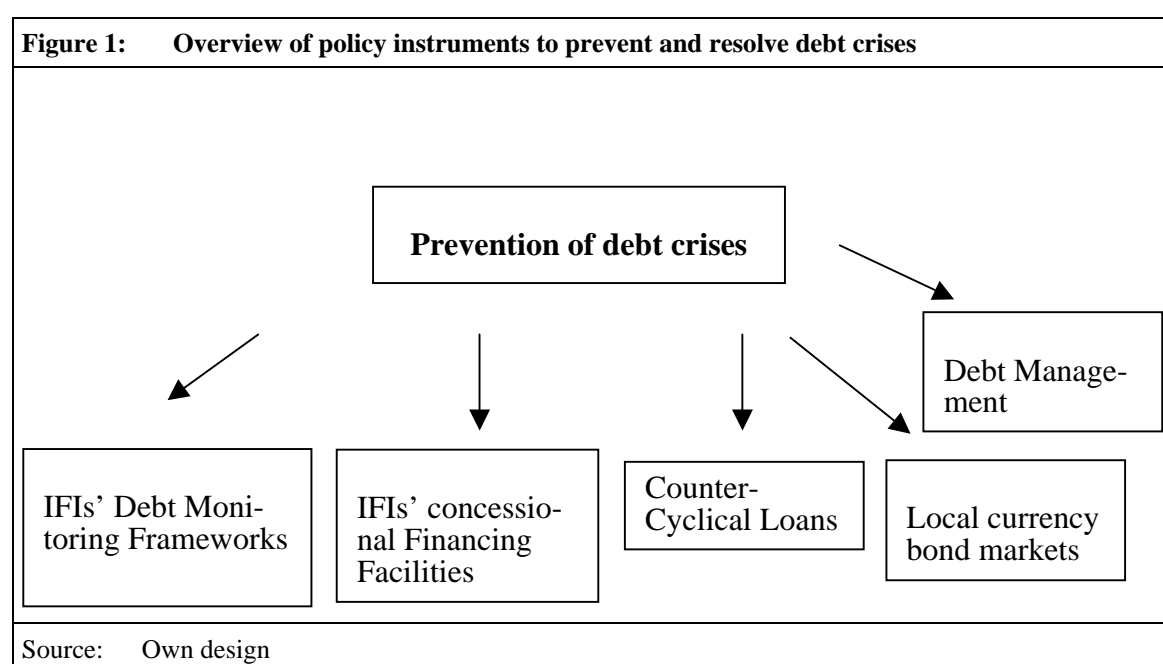 Figure 1: Overview of policy instruments to prevent and resolve debt crises
Prevention of debt crises
Debt Manage-
ment
IFIs’ Debt Moni-
toring Frameworks
IFIs’ concessio-
nal Financing
Facilities
Counter-
Cyclical Loans
Local currency
bond markets
Source: Own design